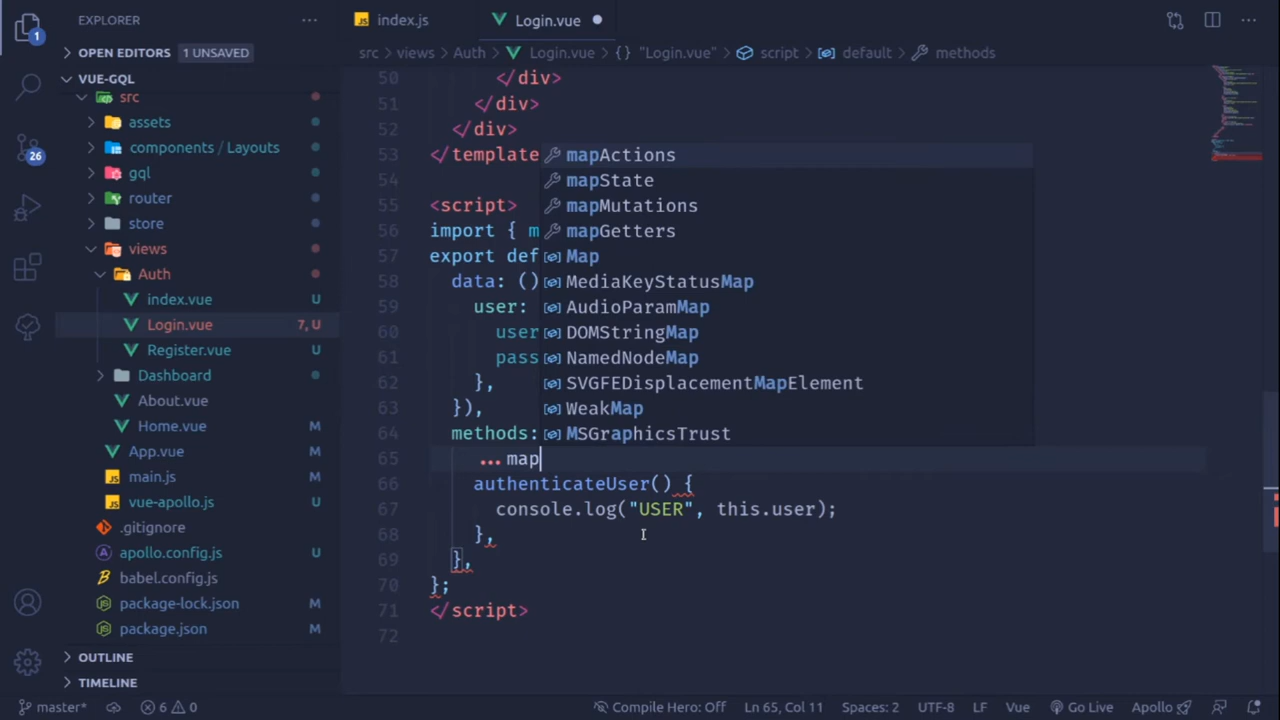 EXPLORER
index.js
Login.vue
OPEN EDITORS 1 UNSAVED
src > views > Auth > Login.vue > {} "Login.vue" > script > default > methods
VUE-GQL
src
assets
components / Layouts
gql
router
store
views
Auth
index.vue U
Login.vue 7, U
Register.vue U
Dashboard
About.vue
Home.vue
App.vue
main.js M
vue-apollo.js U
.gitignore
apollo.config.js U
babel.config.js
package-lock.json M
package.json M
OUTLINE
TIMELINE
1
26
50 </div>
51 </div>
52 </div>
53 </template
54
55 <script>
56 import { m
57 export def
58 data: ()
59 user:
60 user
61 pass
62 },
63 }),
64 methods:
65 ...map
66 authenticateUser() {
67 console.log("USER", this.user);
68 },
69 },
70 };
71 </script>
72
mapActions
mapState
mapMutations
mapGetters
Map
MediaKeyStatusMap
AudioParamMap
DOMStringMap
NamedNodeMap
SVGFEDisplacementMapElement
WeakMap
MSGraphicsTrust
master* 6 0 Compile Hero: Off Ln 65, Col 11 Spaces: 2 UTF-8 LF Vue Go Live Apollo